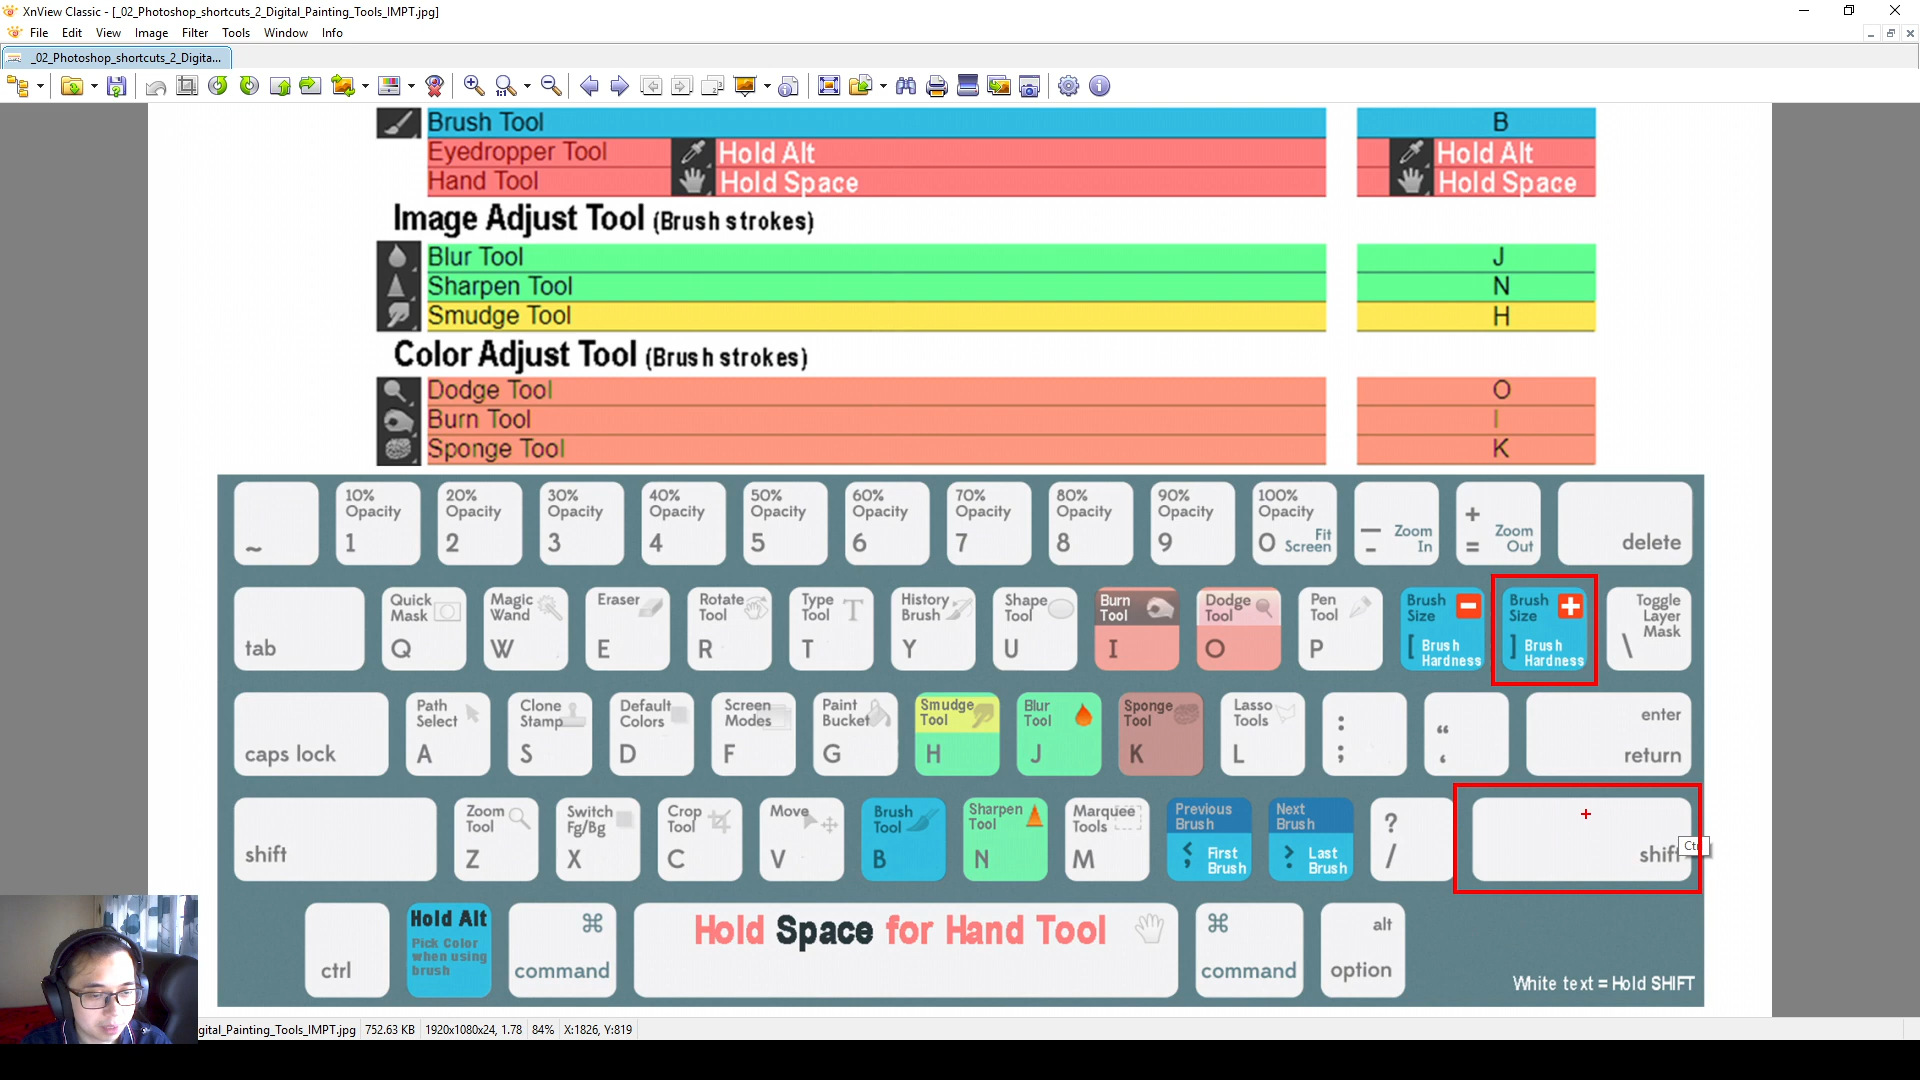 XnView Classic - [_02_Photoshop_shortcuts_2_Digital_Painting_Tools_IMPT.jpg]
File Edit View Image Filter Tools Window Info
_02_Photoshop_shortcuts_2_Digita...
Brush Tool B
Eyedropper Tool Hold Alt Hold Alt
Hand Tool Hold Space Hold Space
Image Adjust Tool (Brush strokes)
Blur Tool J
Sharpen Tool N
Smudge Tool H
Color Adjust Tool (Brush strokes)
Dodge Tool O
Burn Tool I
Sponge Tool K
~
10% Opacity 1
20% Opacity 2
30% Opacity 3
40% Opacity 4
50% Opacity 5
60% Opacity 6
70% Opacity 7
80% Opacity 8
90% Opacity 9
100% Opacity O Fit Screen
— - Zoom In
+ = Zoom Out
delete
tab
Quick Mask Q
Magic Wand W
Eraser E
Rotate Tool R
Type Tool T T
History Brush Y
Shape Tool U
Burn Tool I
Dodge Tool O
Pen Tool P
Brush Size [ Brush Hardness
Brush Size ] Brush Hardness
Toggle Layer Mask \
caps lock
Path Select A
Clone Stamp S
Default Colors D
Screen Modes F
Paint Bucket G
Smudge Tool H
Blur Tool J
Sponge Tool K
Lasso Tools L
: ;
“ ‘
enter return
shift
Zoom Tool Z
Switch Fg/Bg X
Crop Tool C
Move V
Brush Tool B
Sharpen Tool N
Marquee Tools M
Previous Brush First Brush
Next Brush Last Brush
? /
shift
ctrl
Hold Alt Pick Color when using brush
⌘ command
Hold Space for Hand Tool
⌘ command
alt option
White text = Hold SHIFT
gital_Painting_Tools_IMPT.jpg 752.63 KB 1920x1080x24, 1.78 84% X:1826, Y:819